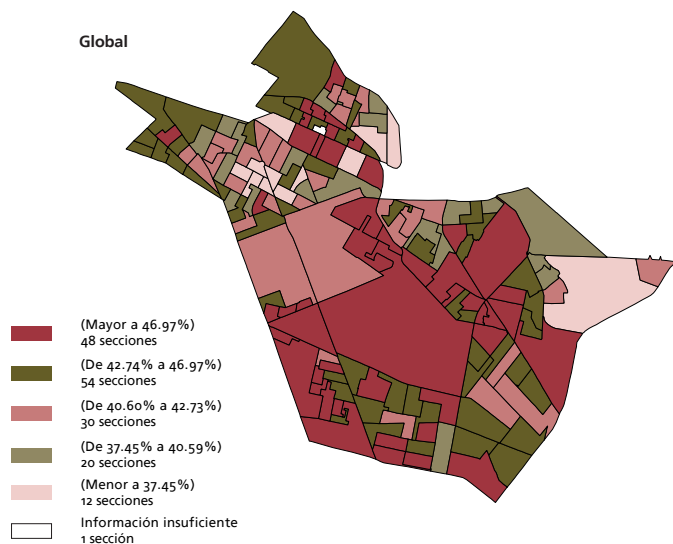 Global
(Mayor a 46.97%)
48 secciones
(De 42.74% a 46.97%)
54 secciones
(De 40.60% a 42.73%)
30 secciones
(De 37.45% a 40.59%)
20 secciones
(Menor a 37.45%)
12 secciones
Información insuficiente
1 sección